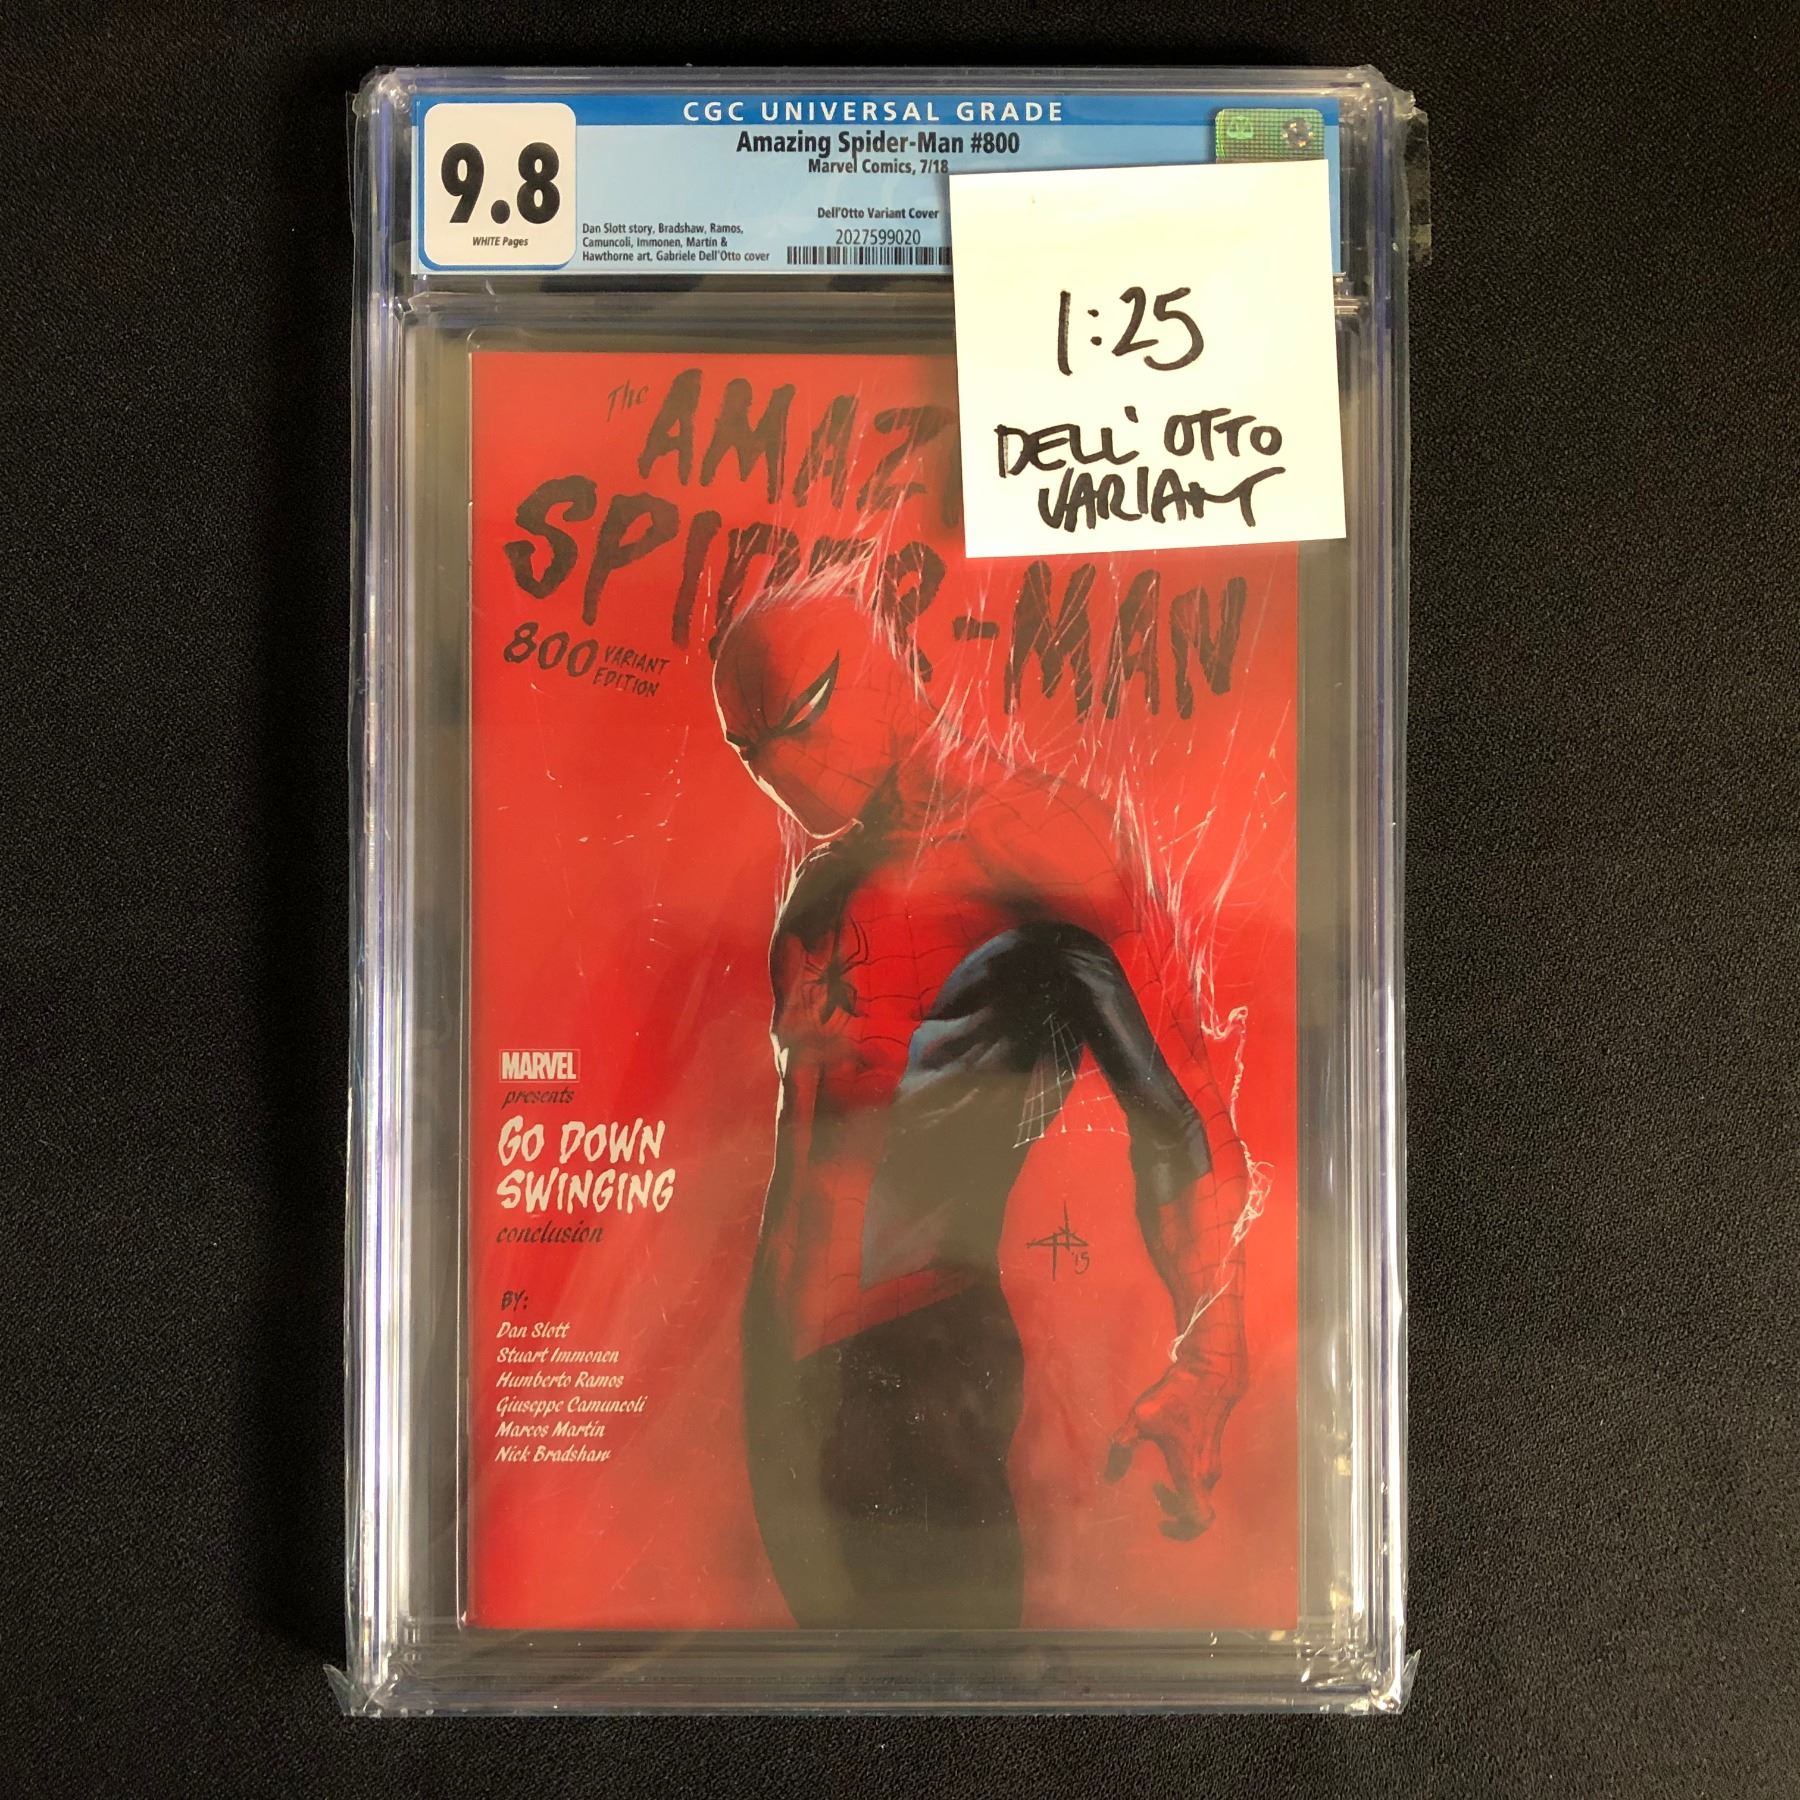 CGC UNIVERSAL GRADE
9.8
WHITE Pages
Amazing Spider-Man #800
Marvel Comics, 7/18
Dell'Otto Variant Cover
Dan Slott story, Bradshaw, Ramos,
Camuncoli, Immonen, Martin &
Hawthorne art, Gabriele Dell'Otto cover
2027599020
1:25
DELL' OTTO
VARIANT
The AMAZ
SPIDER-MAN
800 VARIANT
EDITION
MARVEL
presents
GO DOWN
SWINGING
conclusion
BY:
Dan Slott
Stuart Immonen
Humberto Ramos
Giuseppe Camuncoli
Marcos Martin
Nick Bradshaw
'15